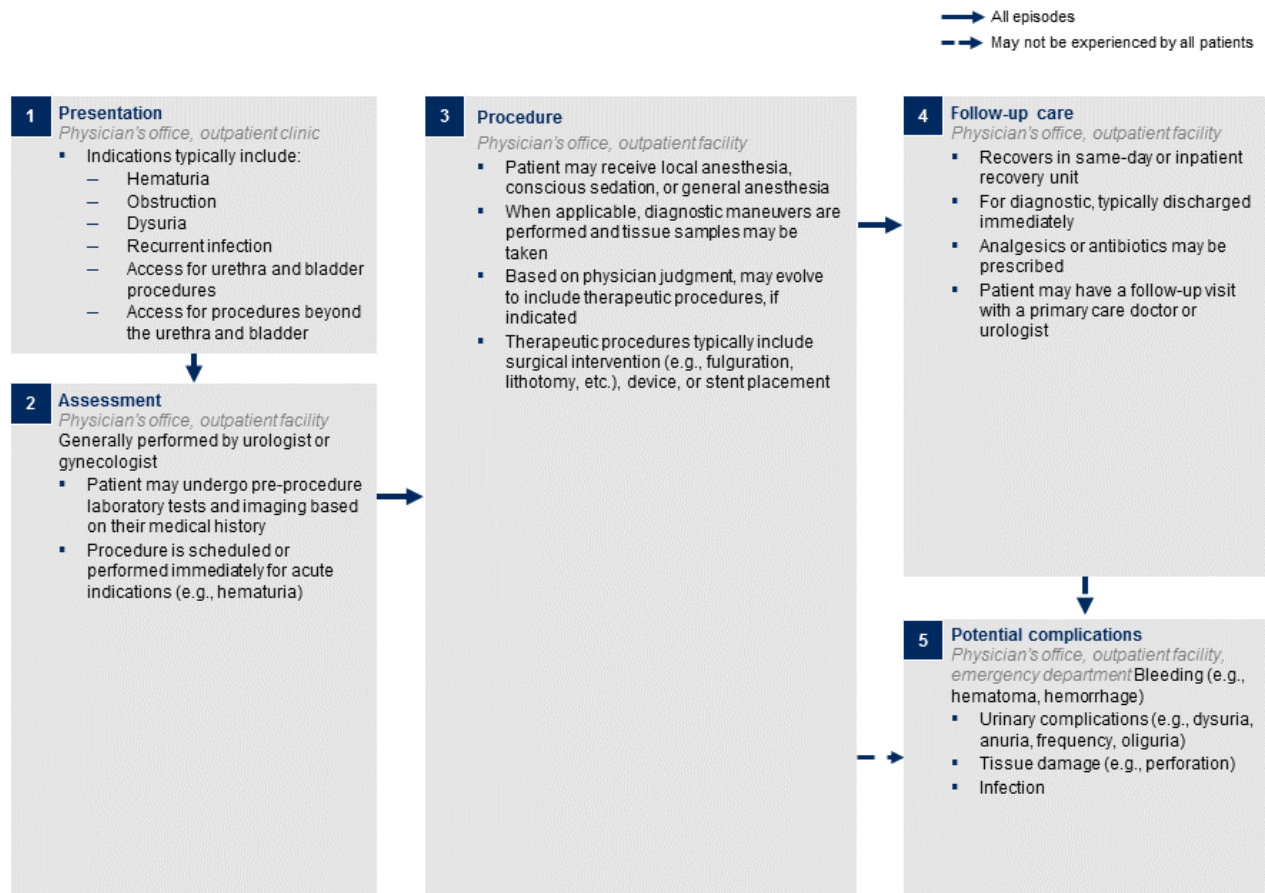 All episodes
May not be experienced by all patients
1
Presentation
Physician's office, outpatient clinic
▪ Indications typically include:
– Hematuria
– Obstruction
– Dysuria
– Recurrent infection
– Access for urethra and bladder
procedures
– Access for procedures beyond
the urethra and bladder
2
Assessment
Physician's office, outpatient facility
Generally performed by urologist or
gynecologist
▪ Patient may undergo pre-procedure
laboratory tests and imaging based
on their medical history
▪ Procedure is scheduled or
performed immediately for acute
indications (e.g., hematuria)
3
Procedure
Physician's office, outpatient facility
▪ Patient may receive local anesthesia,
conscious sedation, or general anesthesia
▪ When applicable, diagnostic maneuvers are
performed and tissue samples may be
taken
▪ Based on physician judgment, may evolve
to include therapeutic procedures, if
indicated
▪ Therapeutic procedures typically include
surgical intervention (e.g., fulguration,
lithotomy, etc.), device, or stent placement
4
Follow-up care
Physician's office, outpatient facility
▪ Recovers in same-day or inpatient
recovery unit
▪ For diagnostic, typically discharged
immediately
▪ Analgesics or antibiotics may be
prescribed
▪ Patient may have a follow-up visit
with a primary care doctor or
urologist
5
Potential complications
Physician's office, outpatient facility,
emergency department Bleeding (e.g.,
hematoma, hemorrhage)
▪ Urinary complications (e.g., dysuria,
anuria, frequency, oliguria)
▪ Tissue damage (e.g., perforation)
▪ Infection